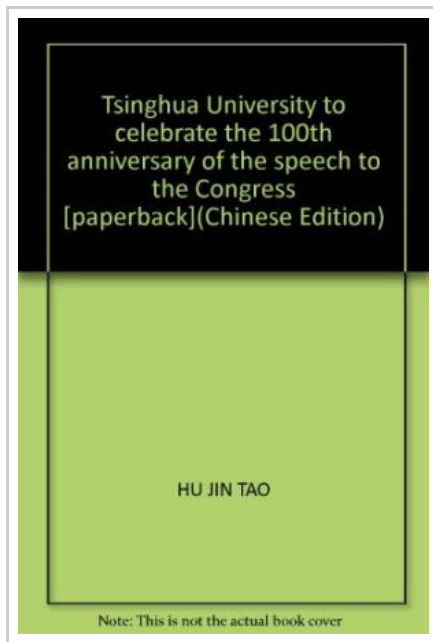 Tsinghua University to
celebrate the 100th
anniversary of the speech to
the Congress
[paperback](Chinese Edition)
HU JIN TAO
Note: This is not the actual book cover